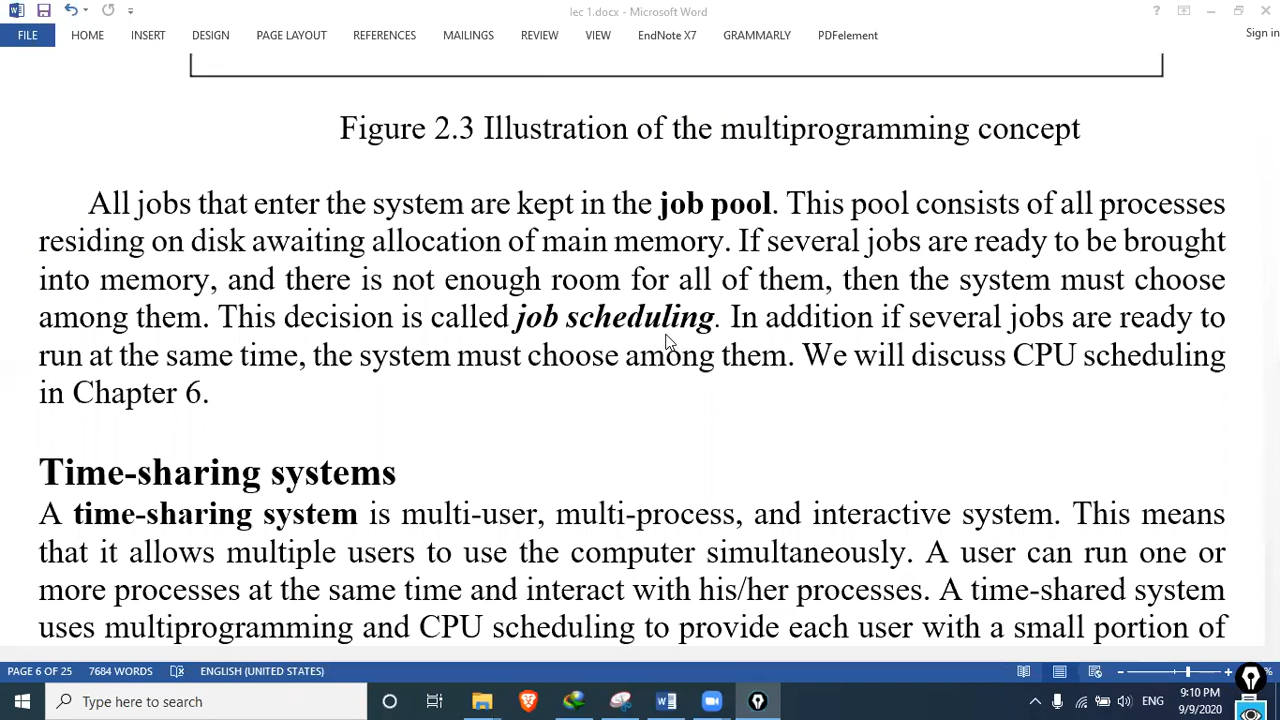 lec 1.docx - Microsoft Word
FILE HOME INSERT DESIGN PAGE LAYOUT REFERENCES MAILINGS REVIEW VIEW EndNote X7 GRAMMARLY PDFelement Sign in
Figure 2.3 Illustration of the multiprogramming concept
All jobs that enter the system are kept in the job pool. This pool consists of all processes
residing on disk awaiting allocation of main memory. If several jobs are ready to be brought
into memory, and there is not enough room for all of them, then the system must choose
among them. This decision is called job scheduling. In addition if several jobs are ready to
run at the same time, the system must choose among them. We will discuss CPU scheduling
in Chapter 6.
Time-sharing systems
A time-sharing system is multi-user, multi-process, and interactive system. This means
that it allows multiple users to use the computer simultaneously. A user can run one or
more processes at the same time and interact with his/her processes. A time-shared system
uses multiprogramming and CPU scheduling to provide each user with a small portion of
PAGE 6 OF 25 7684 WORDS ENGLISH (UNITED STATES) %
Type here to search ENG 9:10 PM
9/9/2020